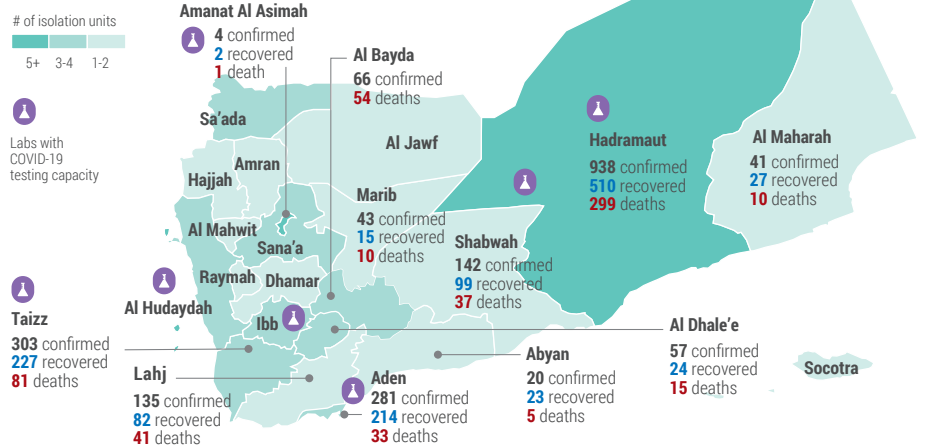 # of isolation units
5+ 3-4 1-2
Labs with
COVID-19
testing capacity
Amanat Al Asimah
4 confirmed
2 recovered
1 death
Al Bayda
66 confirmed
54 deaths
Sa'ada
Al Jawf
Amran
Hajjah
Hadramaut
938 confirmed
510 recovered
299 deaths
Al Maharah
41 confirmed
27 recovered
10 deaths
Marib
43 confirmed
15 recovered
10 deaths
Al Mahwit
Sana'a
Shabwah
142 confirmed
99 recovered
37 deaths
Raymah
Dhamar
Al Hudaydah
Ibb
Taizz
303 confirmed
227 recovered
81 deaths
Lahj
135 confirmed
82 recovered
41 deaths
Aden
281 confirmed
214 recovered
33 deaths
Abyan
20 confirmed
23 recovered
5 deaths
Al Dhale'e
57 confirmed
24 recovered
15 deaths
Socotra